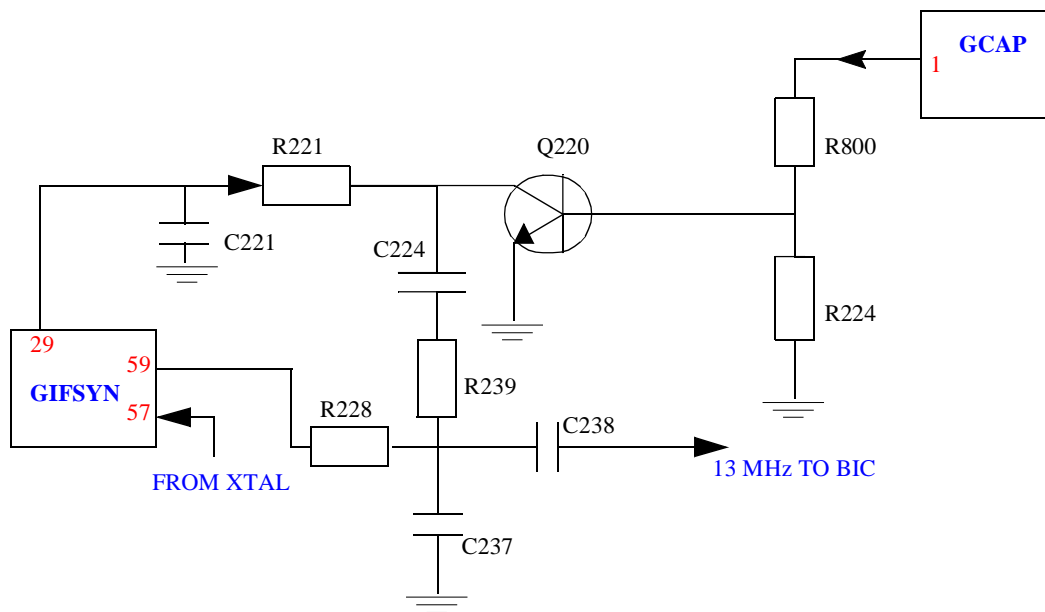 GCAP
1
R221
Q220
R800
C221
C224
R224
29
59
GIFSYN
57
R239
R228
C238
FROM XTAL
13 MHz TO BIC
C237